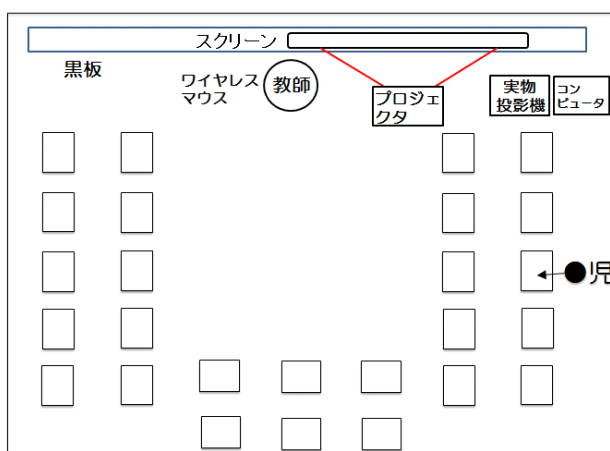 スクリーン
黒板
ワイヤレス
マウス
教師
プロジェ
クタ
実物
投影機
コン
ピュータ
●児